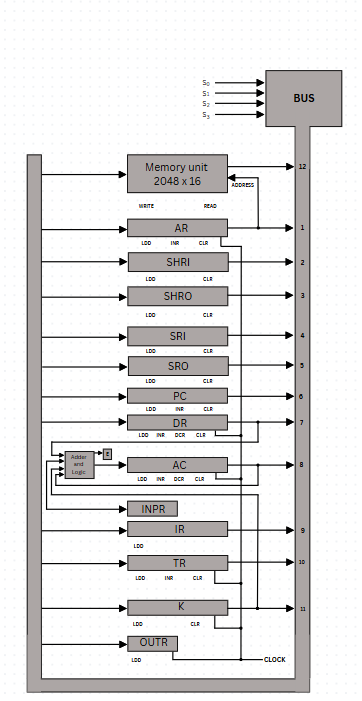 S0
S1
S2
S3
BUS
Memory unit
2048 x 16
12
ADDRESS
WRITE READ
AR
1
LDD INR CLR
SHRI
2
LDD CLR
SHRO
3
LDD CLR
SRI
4
LDD CLR
SRO
5
LDD CLR
PC
6
LDD INR CLR
DR
7
LDD INR DCR CLR
Adder
and
Logic
E
AC
8
LDD INR DCR CLR
INPR
IR
9
LDD
TR
10
LDD INR CLR
K
11
LDD CLR
OUTR
LDD
CLOCK